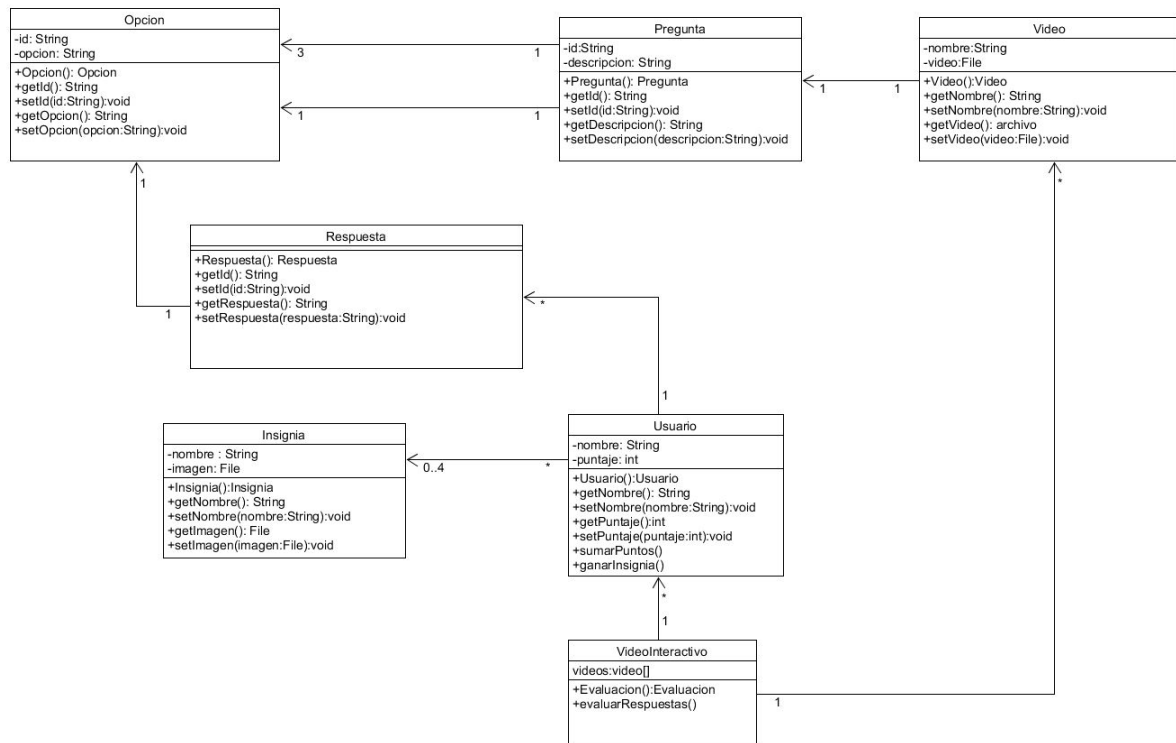 Opcion
-id: String
-opcion: String
+Opcion(): Opcion
+getId(): String
+setId(id:String):void
+getOpcion(): String
+setOpcion(opcion:String):void
3
1
1
1
Pregunta
-id:String
-descripcion: String
+Pregunta(): Pregunta
+getId(): String
+setId(id:String):void
+getDescripcion(): String
+setDescripcion(descripcion:String):void
1
1
Video
-nombre:String
-video:File
+Video():Video
+getNombre(): String
+setNombre(nombre:String):void
+getVideo(): archivo
+setVideo(video:File):void
1
*
Respuesta
+Respuesta(): Respuesta
+getId(): String
+setId(id:String):void
+getRespuesta(): String
+setRespuesta(respuesta:String):void
1
*
1
Insignia
-nombre : String
-imagen: File
+Insignia():Insignia
+getNombre(): String
+setNombre(nombre:String):void
+getImagen(): File
+setImagen(imagen:File):void
0..4
*
Usuario
-nombre: String
-puntaje: int
+Usuario():Usuario
+getNombre(): String
+setNombre(nombre:String):void
+getPuntaje():int
+setPuntaje(puntaje:int):void
+sumarPuntos()
+ganarInsignia()
*
1
VideoInteractivo
videos:video[]
+Evaluacion():Evaluacion
+evaluarRespuestas()
1